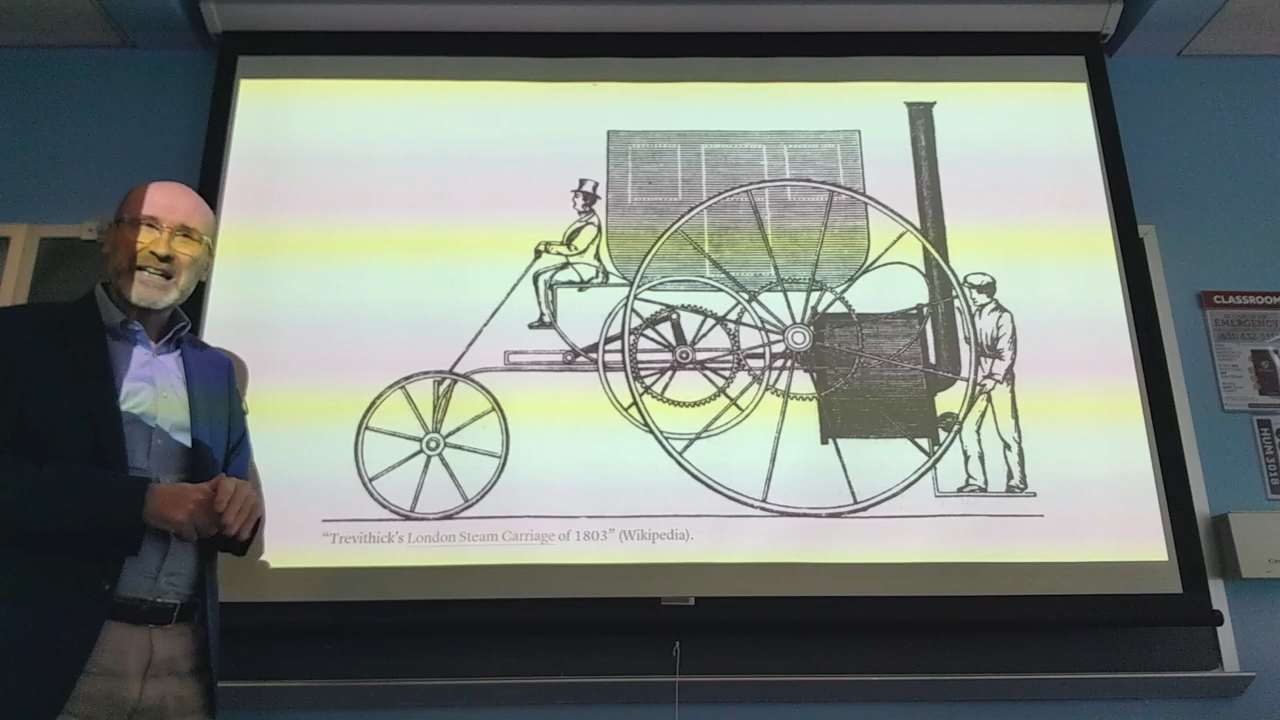 "Trevithick's London Steam Carriage of 1803" (Wikipedia).
CLASSROOM
EMERGENCY
HUM 3018